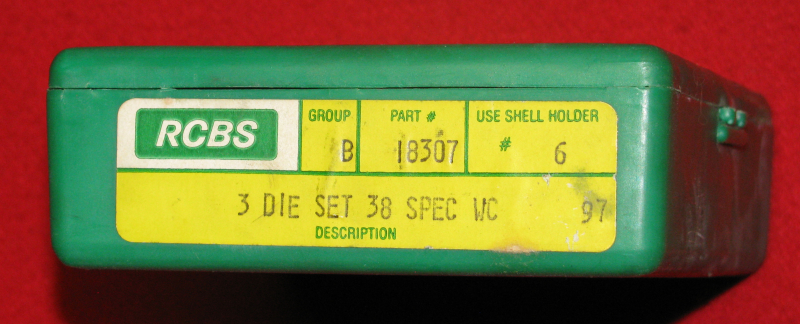 RCBS
GROUP PART # USE SHELL HOLDER
B 18307 # 6
3 DIE SET 38 SPEC WC 97
DESCRIPTION